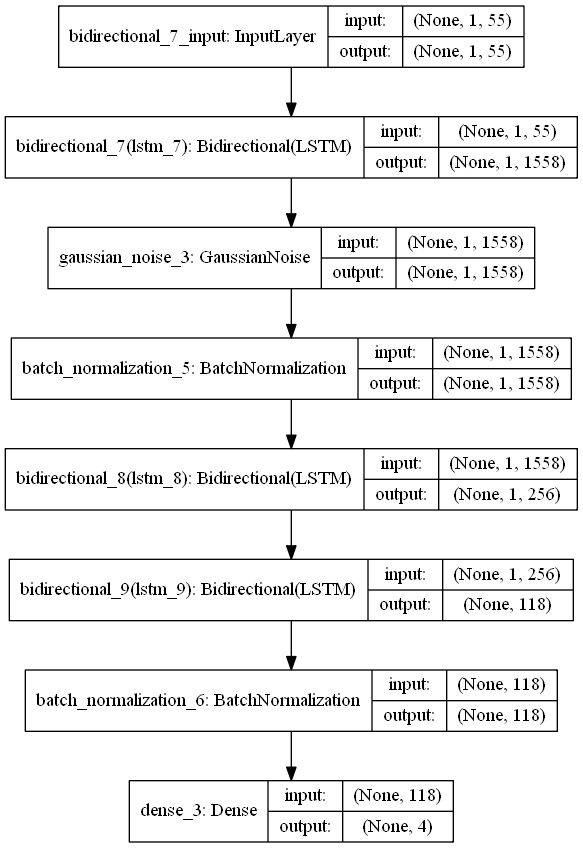 bidirectional_7_input: InputLayer input: (None, 1, 55)
output: (None, 1, 55)
bidirectional_7(lstm_7): Bidirectional(LSTM) input: (None, 1, 55)
output: (None, 1, 1558)
gaussian_noise_3: GaussianNoise input: (None, 1, 1558)
output: (None, 1, 1558)
batch_normalization_5: BatchNormalization input: (None, 1, 1558)
output: (None, 1, 1558)
bidirectional_8(lstm_8): Bidirectional(LSTM) input: (None, 1, 1558)
output: (None, 1, 256)
bidirectional_9(lstm_9): Bidirectional(LSTM) input: (None, 1, 256)
output: (None, 118)
batch_normalization_6: BatchNormalization input: (None, 118)
output: (None, 118)
dense_3: Dense input: (None, 118)
output: (None, 4)